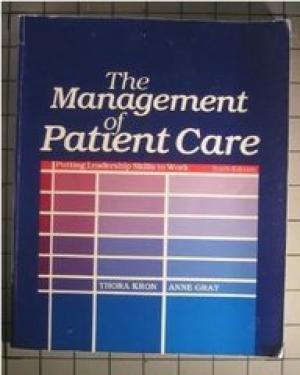 The
Management
of
Patient Care
Putting Leadership Skills to Work Sixth Edition
THORA KRON ANNE GRAY